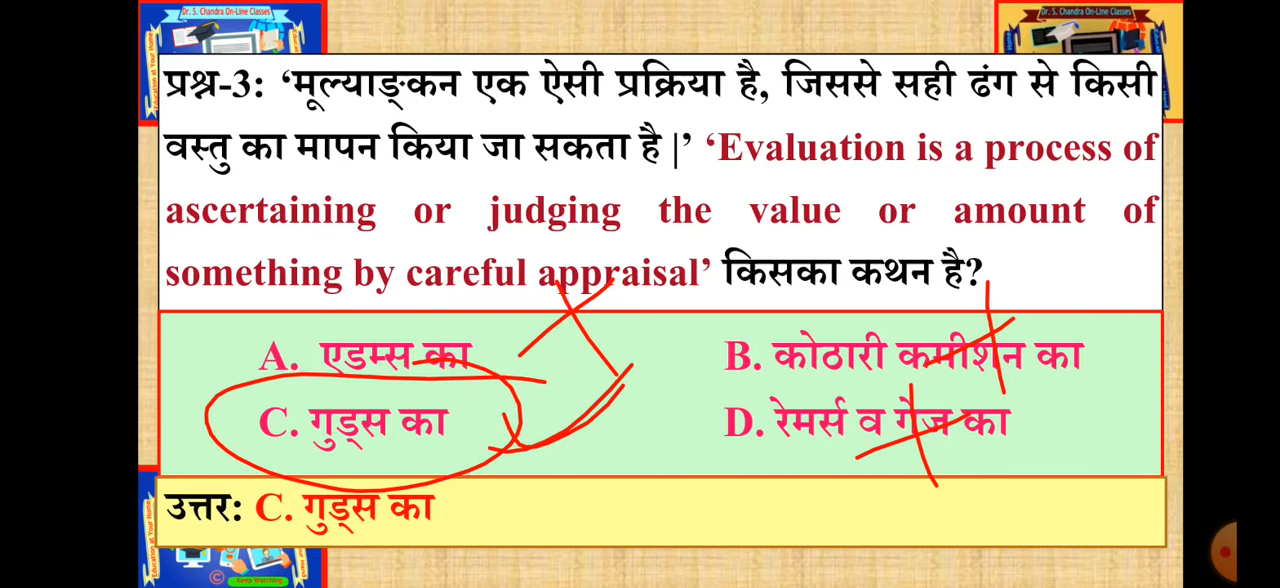 Dr. S. Chandra On-Line Classes
Dr. S. Chandra On-Line Classes
प्रश्न-3: ‘मूल्याङ्कन एक ऐसी प्रक्रिया है, जिससे सही ढंग से किसी
वस्तु का मापन किया जा सकता है |’ ‘Evaluation is a process of
ascertaining or judging the value or amount of
something by careful appraisal’ किसका कथन है?
A. एडम्स का
B. कोठारी कमीशन का
C. गुड्स का
D. रेमर्स व गेज का
उत्तर: C. गुड्स का
© Keep Watching